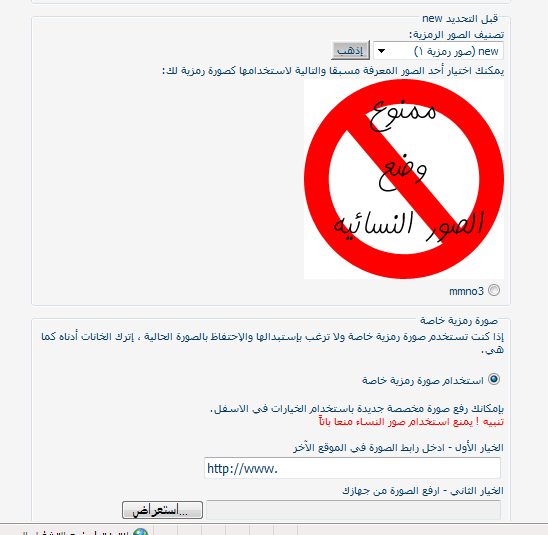 قبل التحديد new
تصنيف الصور الرمزية:
new (صور رمزية ١)
إذهب
يمكنك اختيار أحد الصور المعرفة مسبقا والتالية لاستخدامها كصورة رمزية لك:
ممنوع
وضع
الصور النسائيه
mmno3
صورة رمزية خاصة
إذا كنت تستخدم صورة رمزية خاصة ولا ترغب بإستبدالها والإحتفاظ بالصورة الحالية ، إترك الخانات أدناه كما
هي.
استخدام صورة رمزية خاصة
بإمكانك رفع صورة مخصصة جديدة باستخدام الخيارات في الاسفل.
تنبيه ! يمنع استخدام صور النساء منعا باتاً
الخيار الأول - ادخل رابط الصورة في الموقع الآخر
http://www.
الخيار الثاني - ارفع الصورة من جهازك
استعراض...